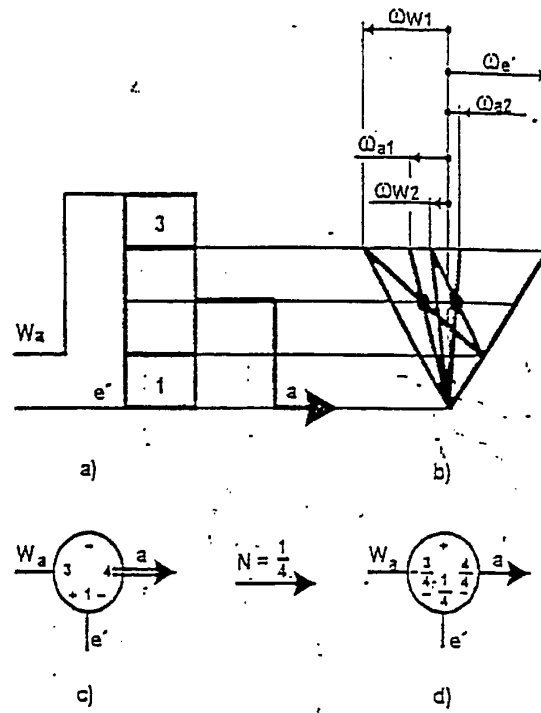 ωW1
ωe'
ωa2
ωa1
ωW2
3
Wa
e'
1
a
a)
b)
Wa
-
3
4
a
+ 1 -
e'
N = 1/4
Wa
+
-3/4
4/4
a
- 1/4 -
e'
c)
d)